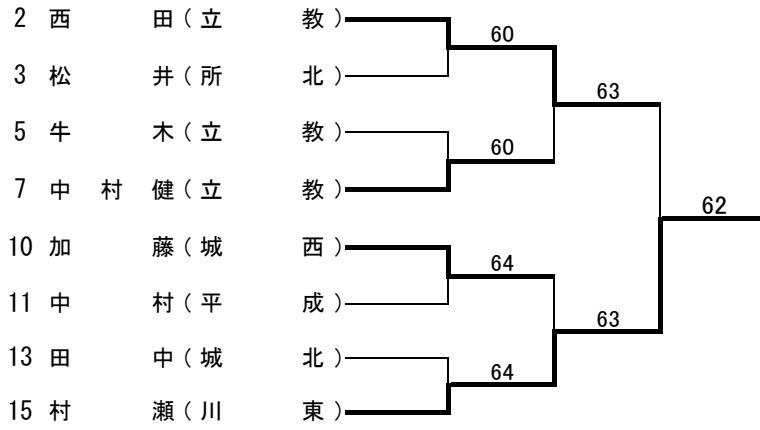 2 西 田 ( 立 教 )
60
3 松 井 ( 所 北 )
63
5 牛 木 ( 立 教 )
60
7 中 村 健 ( 立 教 )
62
10 加 藤 ( 城 西 )
64
11 中 村 ( 平 成 )
63
13 田 中 ( 城 北 )
64
15 村 瀬 ( 川 東 )